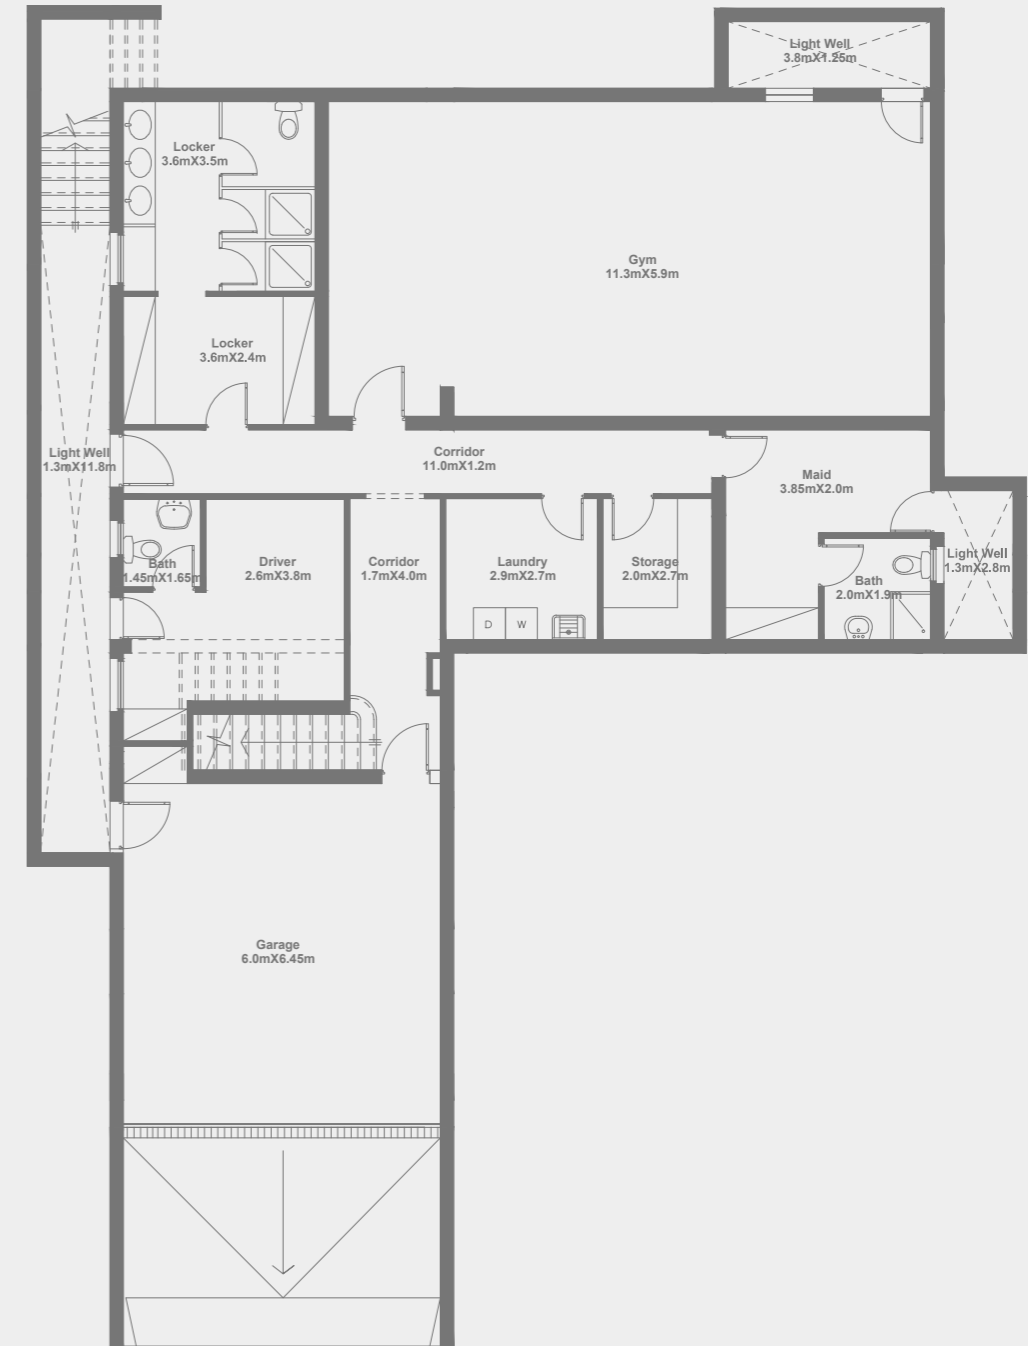 Light Well
3.8mX1.25m
Locker
3.6mX3.5m
Gym
11.3mX5.9m
Locker
3.6mX2.4m
Light Well
1.3mX11.8m
Corridor
11.0mX1.2m
Maid
3.85mX2.0m
Bath
1.45mX1.65m
Driver
2.6mX3.8m
Corridor
1.7mX4.0m
Laundry
2.9mX2.7m
Storage
2.0mX2.7m
Light Well
1.3mX2.8m
Bath
2.0mX1.9m
D W
Garage
6.0mX6.45m